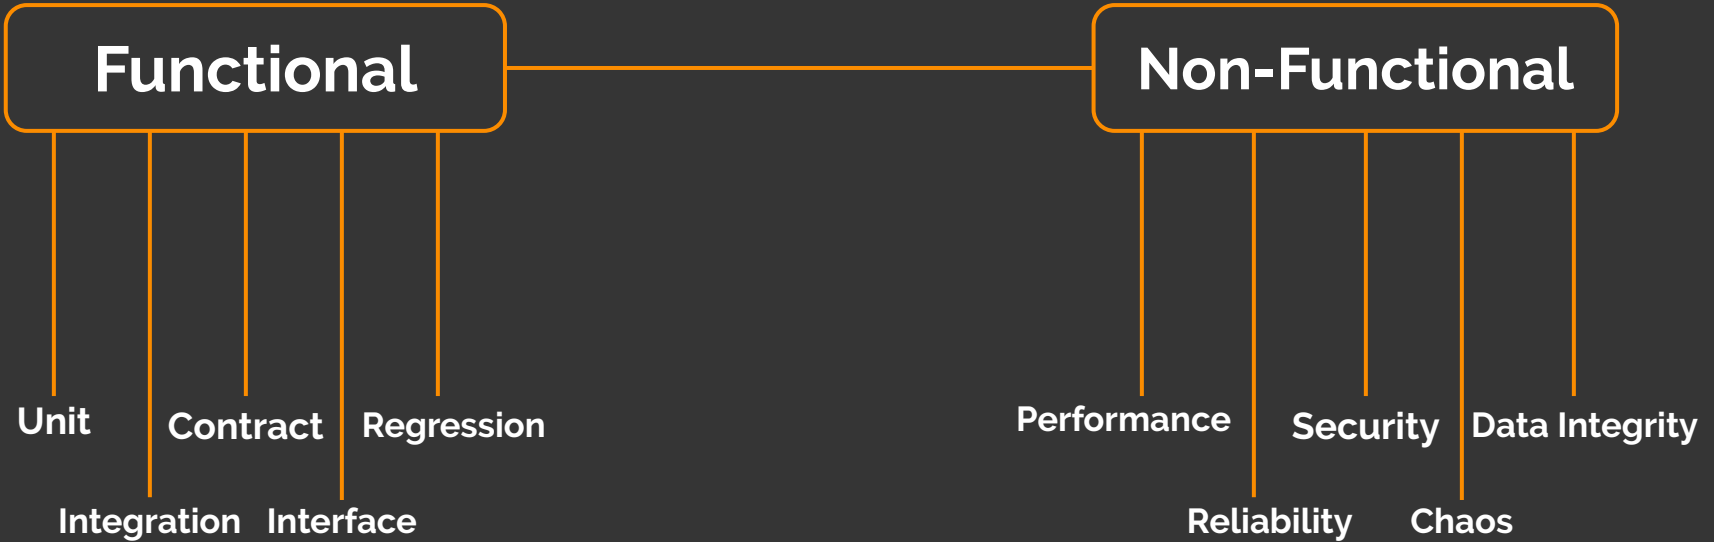 Functional
Non-Functional
Unit
Contract
Regression
Integration
Interface
Performance
Security
Data Integrity
Reliability
Chaos